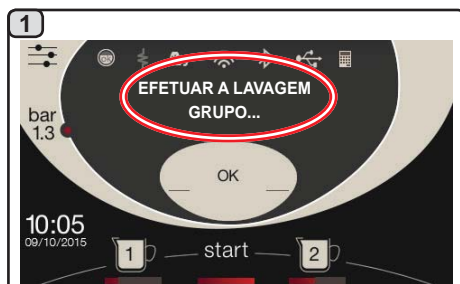 1
EFETUAR A LAVAGEM
GRUPO...
bar
1.3
OK
10:05
09/10/2015
1
start
2